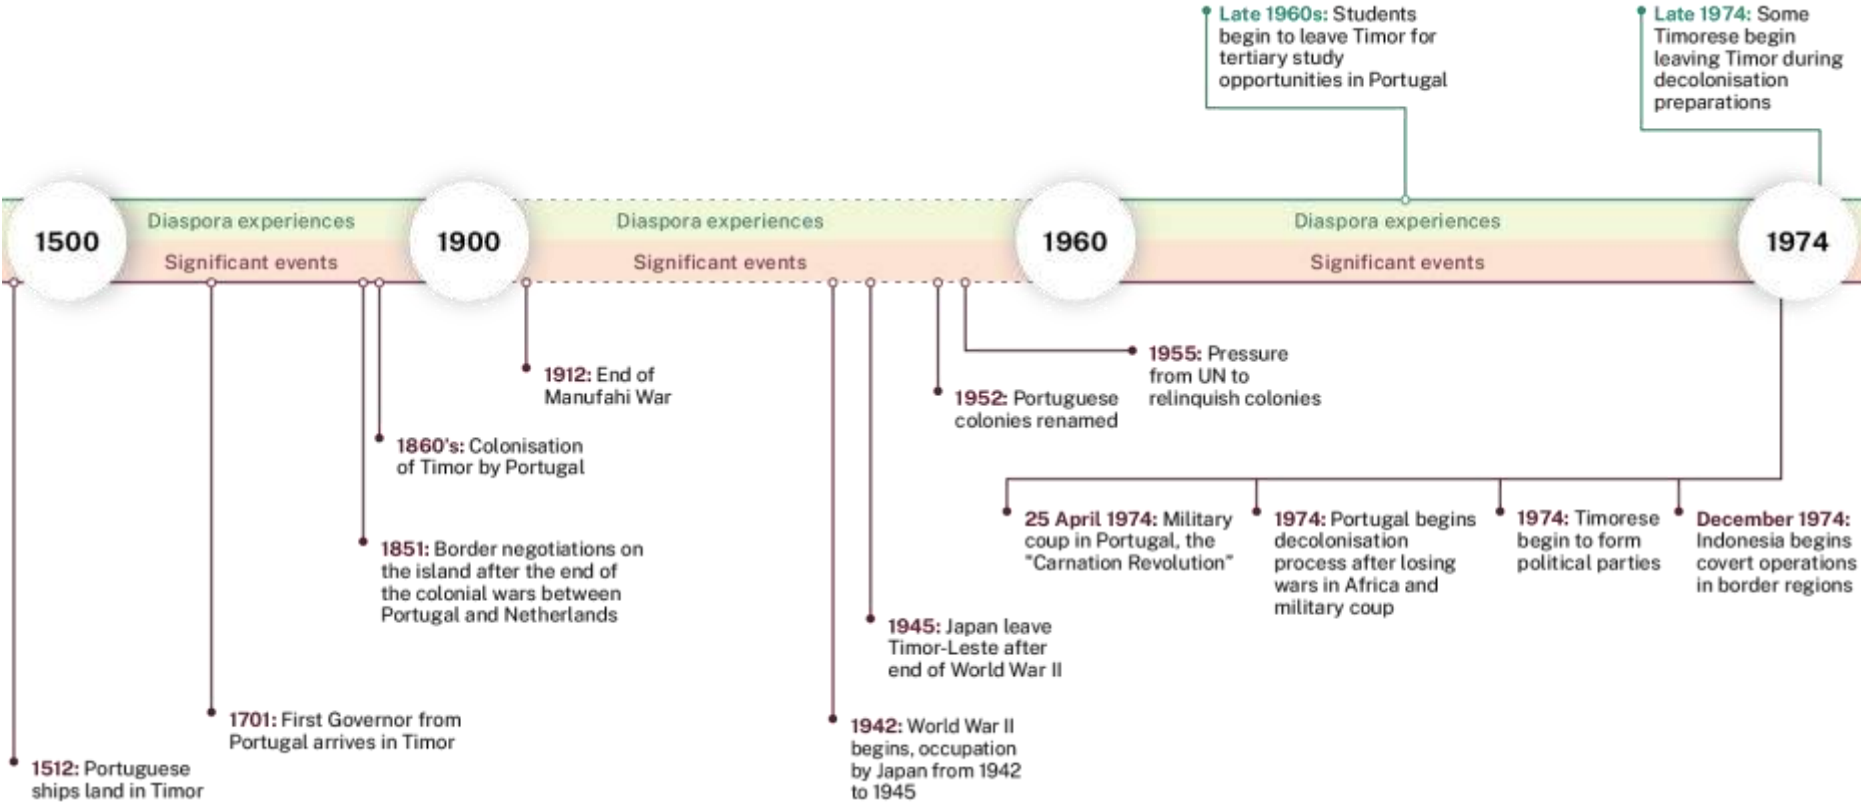 Late 1960s: Students
begin to leave Timor for
tertiary study
opportunities in Portugal
Late 1974: Some
Timorese begin
leaving Timor during
decolonisation
preparations
1500
Diaspora experiences
Significant events
1900
Diaspora experiences
Significant events
1960
Diaspora experiences
Significant events
1974
1512: Portuguese
ships land in Timor
1701: First Governor from
Portugal arrives in Timor
1851: Border negotiations on
the island after the end of
the colonial wars between
Portugal and Netherlands
1860's: Colonisation
of Timor by Portugal
1912: End of
Manufahi War
1942: World War II
begins, occupation
by Japan from 1942
to 1945
1945: Japan leave
Timor-Leste after
end of World War II
1952: Portuguese
colonies renamed
1955: Pressure
from UN to
relinquish colonies
25 April 1974: Military
coup in Portugal, the
"Carnation Revolution"
1974: Portugal begins
decolonisation
process after losing
wars in Africa and
military coup
1974: Timorese
begin to form
political parties
December 1974:
Indonesia begins
covert operations
in border regions